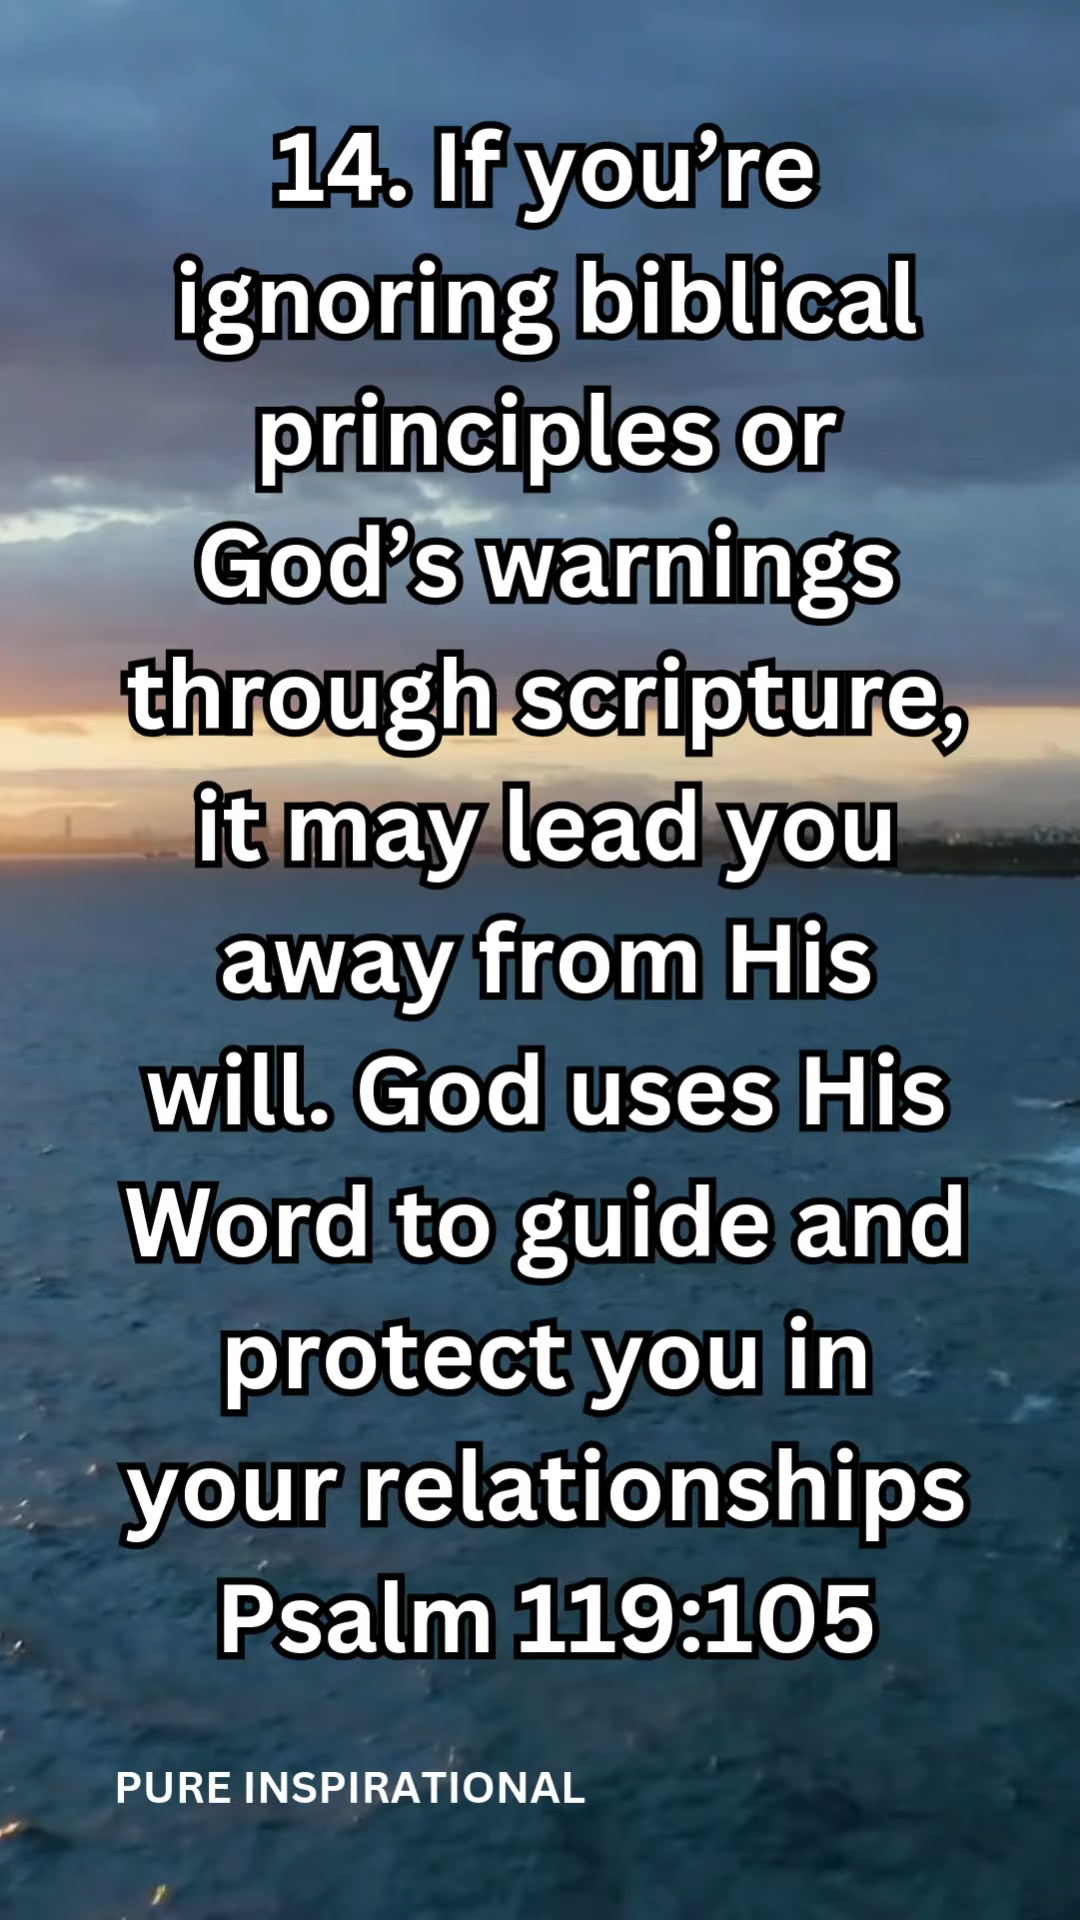 14. If you’re
ignoring biblical
principles or
God’s warnings
through scripture,
it may lead you
away from His
will. God uses His
Word to guide and
protect you in
your relationships
Psalm 119:105
PURE INSPIRATIONAL